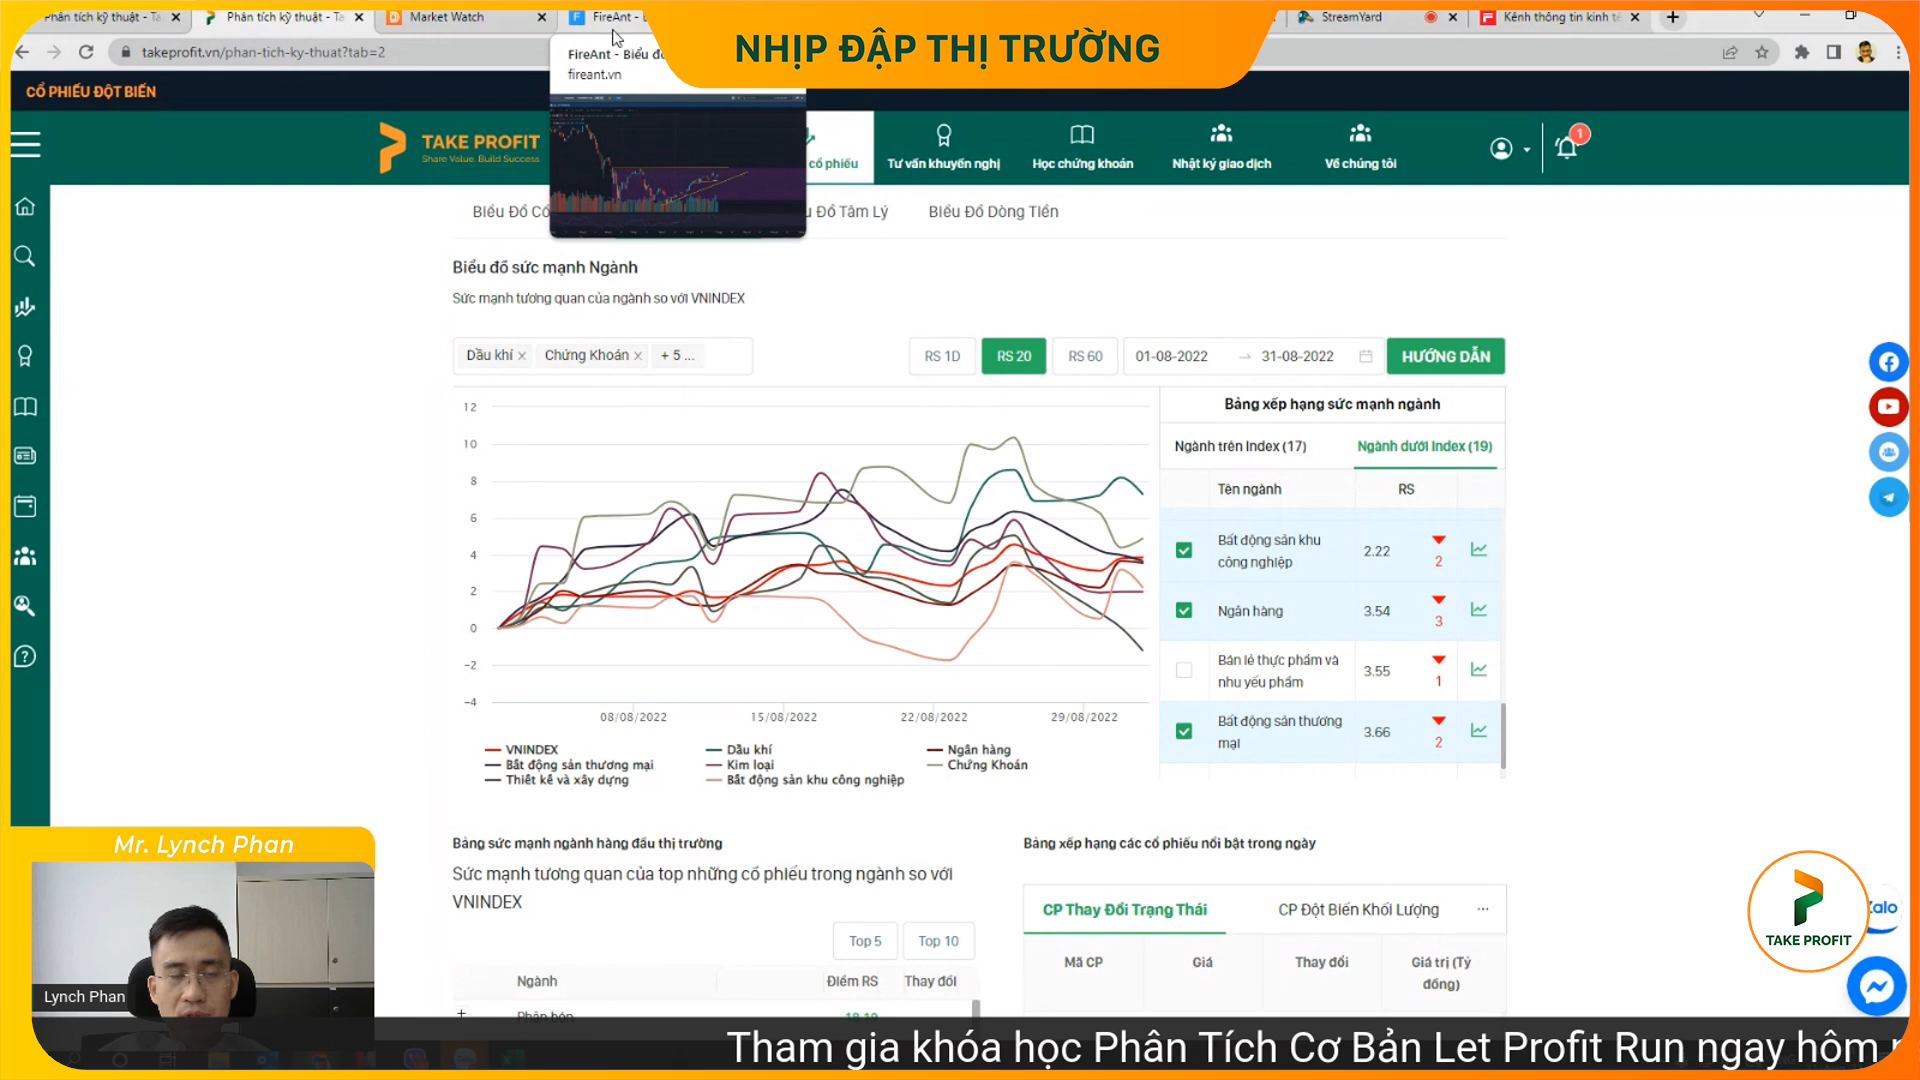 Phân tích kỹ thuật - Ta
Phân tích kỹ thuật - Ta
Market Watch
FireAnt -
StreamYard
Kênh thông tin kinh tế
takeprofit.vn/phan-tich-ky-thuat?tab=2
FireAnt - Biểu đồ
fireant.vn
NHỊP ĐẬP THỊ TRƯỜNG
CỔ PHIẾU ĐỘT BIẾN
TAKE PROFIT
Share Value. Build Success
cổ phiếu
Tư vấn khuyến nghị
Học chứng khoán
Nhật ký giao dịch
Về chúng tôi
1
Biểu Đồ Cơ
Đồ Tâm Lý
Biểu Đồ Dòng Tiền
Biểu đồ sức mạnh Ngành
Sức mạnh tương quan của ngành so với VNINDEX
Dầu khí ×
Chứng Khoán ×
+ 5 ...
RS 1D
RS 20
RS 60
01-08-2022
31-08-2022
HƯỚNG DẪN
12
10
8
6
4
2
0
−2
−4
08/08/2022
15/08/2022
22/08/2022
29/08/2022
VNINDEX
Dầu khí
Ngân hàng
Bất động sản thương mại
Kim loại
Chứng Khoán
Thiết kế và xây dựng
Bất động sản khu công nghiệp
Bảng xếp hạng sức mạnh ngành
Ngành trên Index (17)
Ngành dưới Index (19)
Tên ngành
RS
Bất động sản khu công nghiệp
2.22
2
Ngân hàng
3.54
3
Bán lẻ thực phẩm và nhu yếu phẩm
3.55
1
Bất động sản thương mại
3.66
2
Bảng sức mạnh ngành hàng đầu thị trường
Sức mạnh tương quan của top những cổ phiếu trong ngành so với
VNINDEX
Top 5
Top 10
Ngành
Điểm RS
Thay đổi
Phân bón
18.19
Bảng xếp hạng các cổ phiếu nổi bật trong ngày
CP Thay Đổi Trạng Thái
CP Đột Biến Khối Lượng
...
Mã CP
Giá
Thay đổi
Giá trị (Tỷ đồng)
Mr. Lynch Phan
Lynch Phan
TAKE PROFIT
Zalo
Tham gia khóa học Phân Tích Cơ Bản Let Profit Run ngay hôm